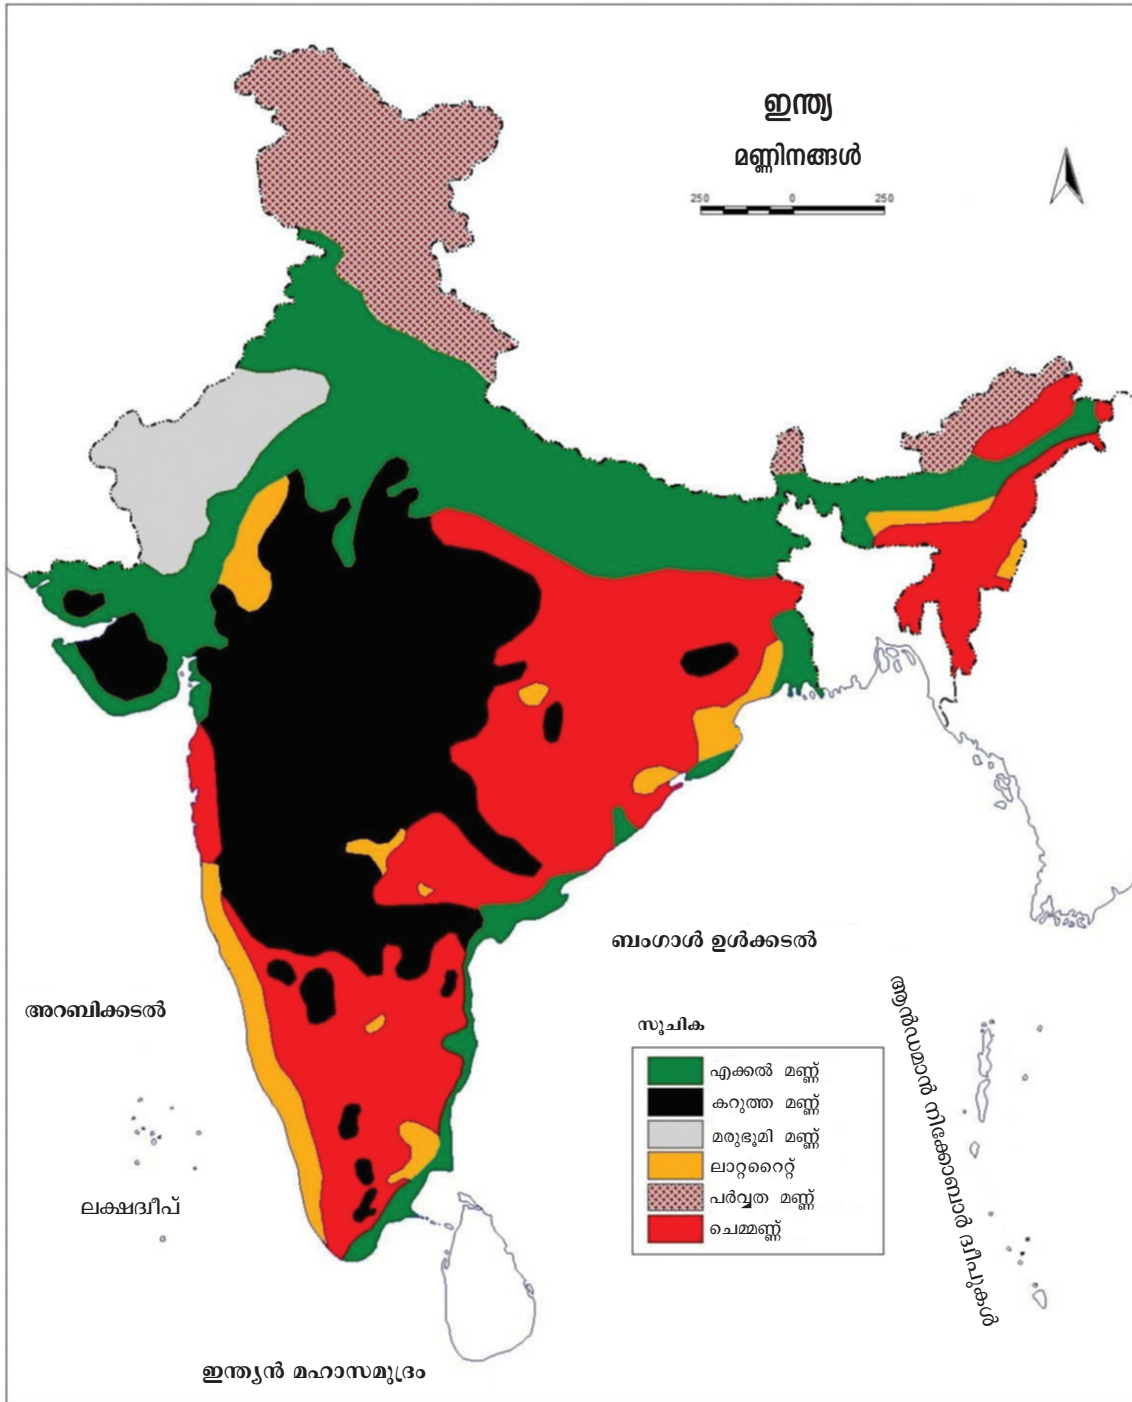 ഇന്ത്യ
മണ്ണിനങ്ങൾ
250 0 250
ബംഗാൾ ഉൾക്കടൽ
അറബിക്കടൽ
സൂചിക
എക്കൽ മണ്ണ്
കറുത്ത മണ്ണ്
മരുഭൂമി മണ്ണ്
ലാറ്ററൈറ്റ്
പർവ്വത മണ്ണ്
ചെമ്മണ്ണ്
ആൻഡമാൻ നിക്കോബാർ ദ്വീപുകൾ
ലക്ഷദ്വീപ്
ഇന്ത്യൻ മഹാസമുദ്രം